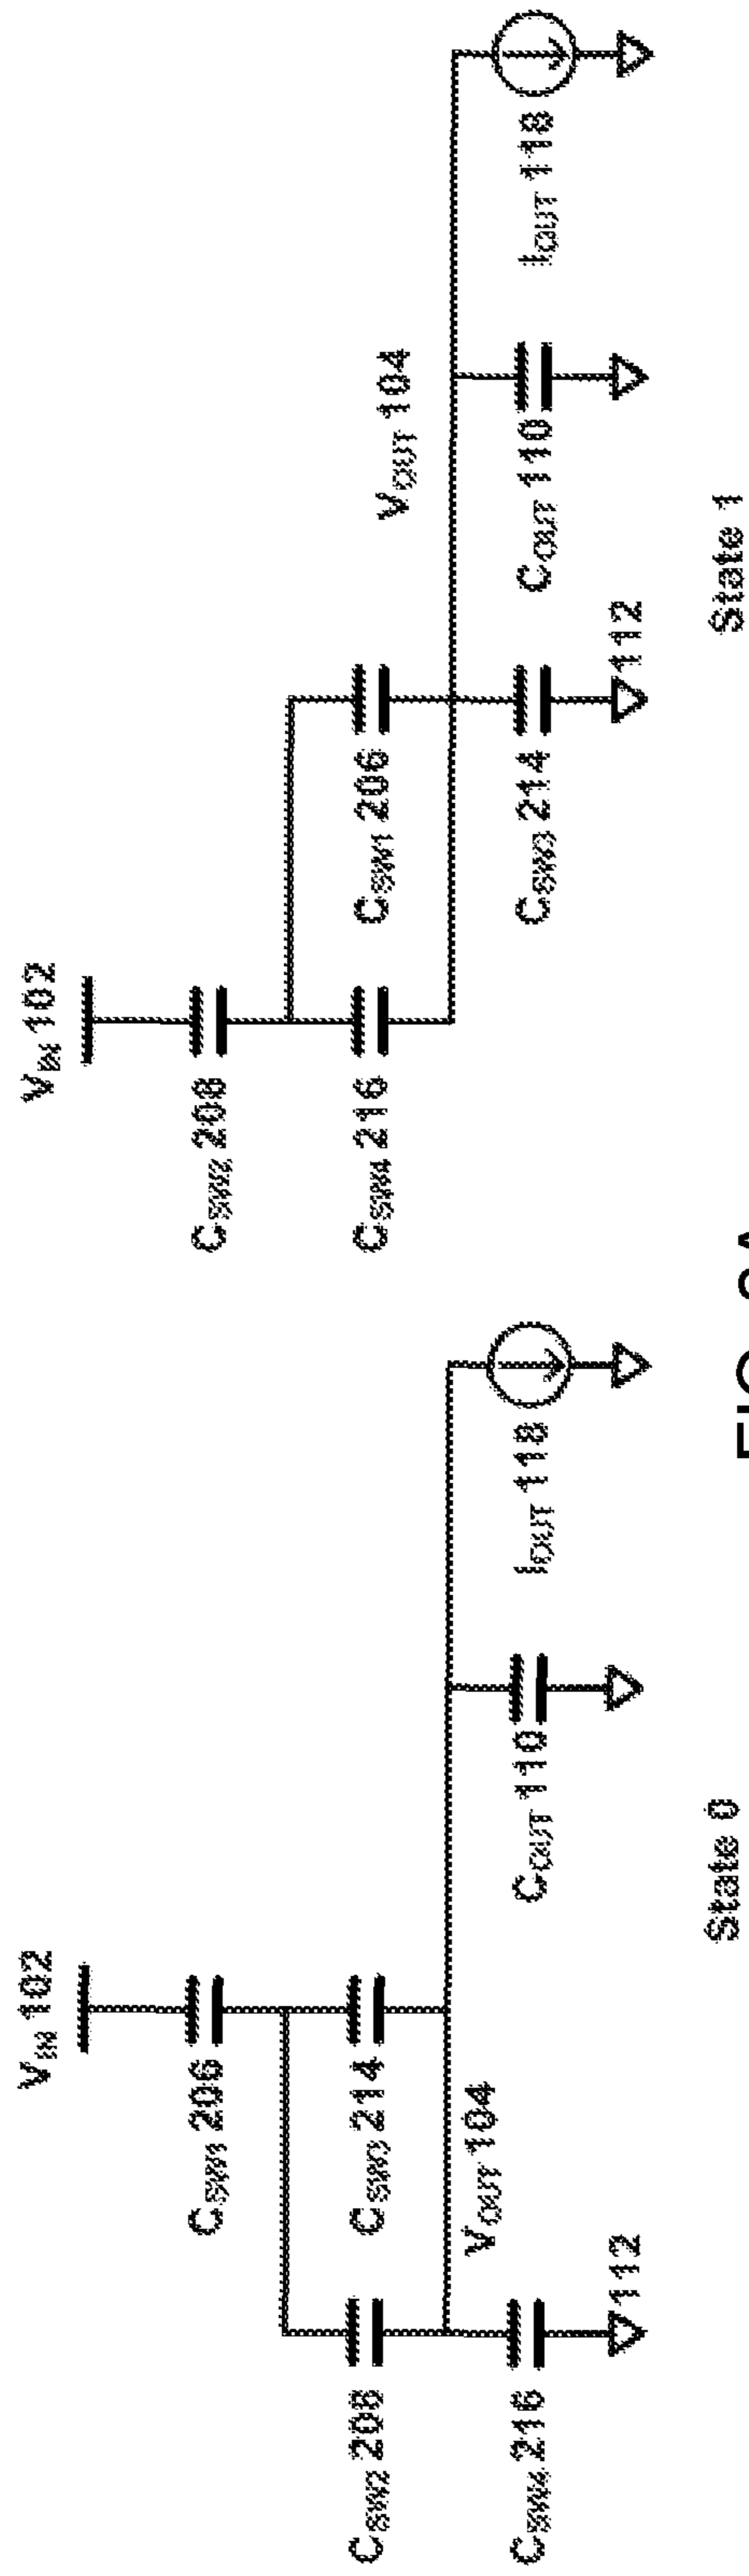 V_IN 102
C_SW1 206
C_SW2 208
C_SW3 214
V_OUT 104
C_SW4 216
C_OUT 110
I_OUT 118
112
State 0
V_IN 102
C_SW2 208
C_SW4 216
C_SW1 206
V_OUT 104
C_SW3 214
C_OUT 110
I_OUT 118
112
State 1
FIG.